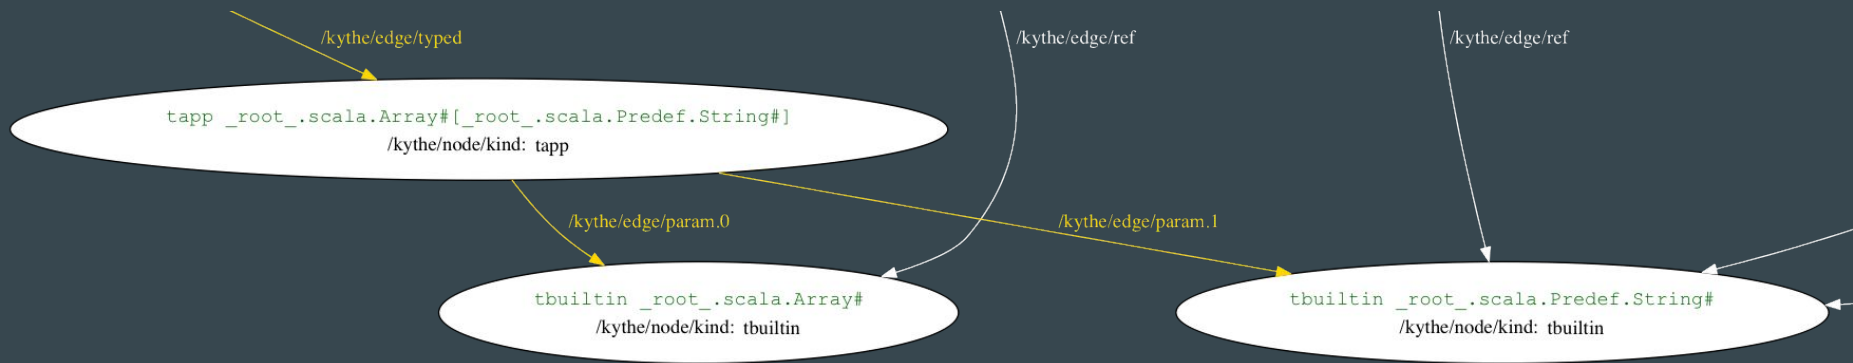 /kythe/edge/typed
/kythe/edge/ref
/kythe/edge/ref
tapp _root_.scala.Array#[_root_.scala.Predef.String#]
/kythe/node/kind: tapp
/kythe/edge/param.0
/kythe/edge/param.1
tbuiltin _root_.scala.Array#
/kythe/node/kind: tbuiltin
tbuiltin _root_.scala.Predef.String#
/kythe/node/kind: tbuiltin